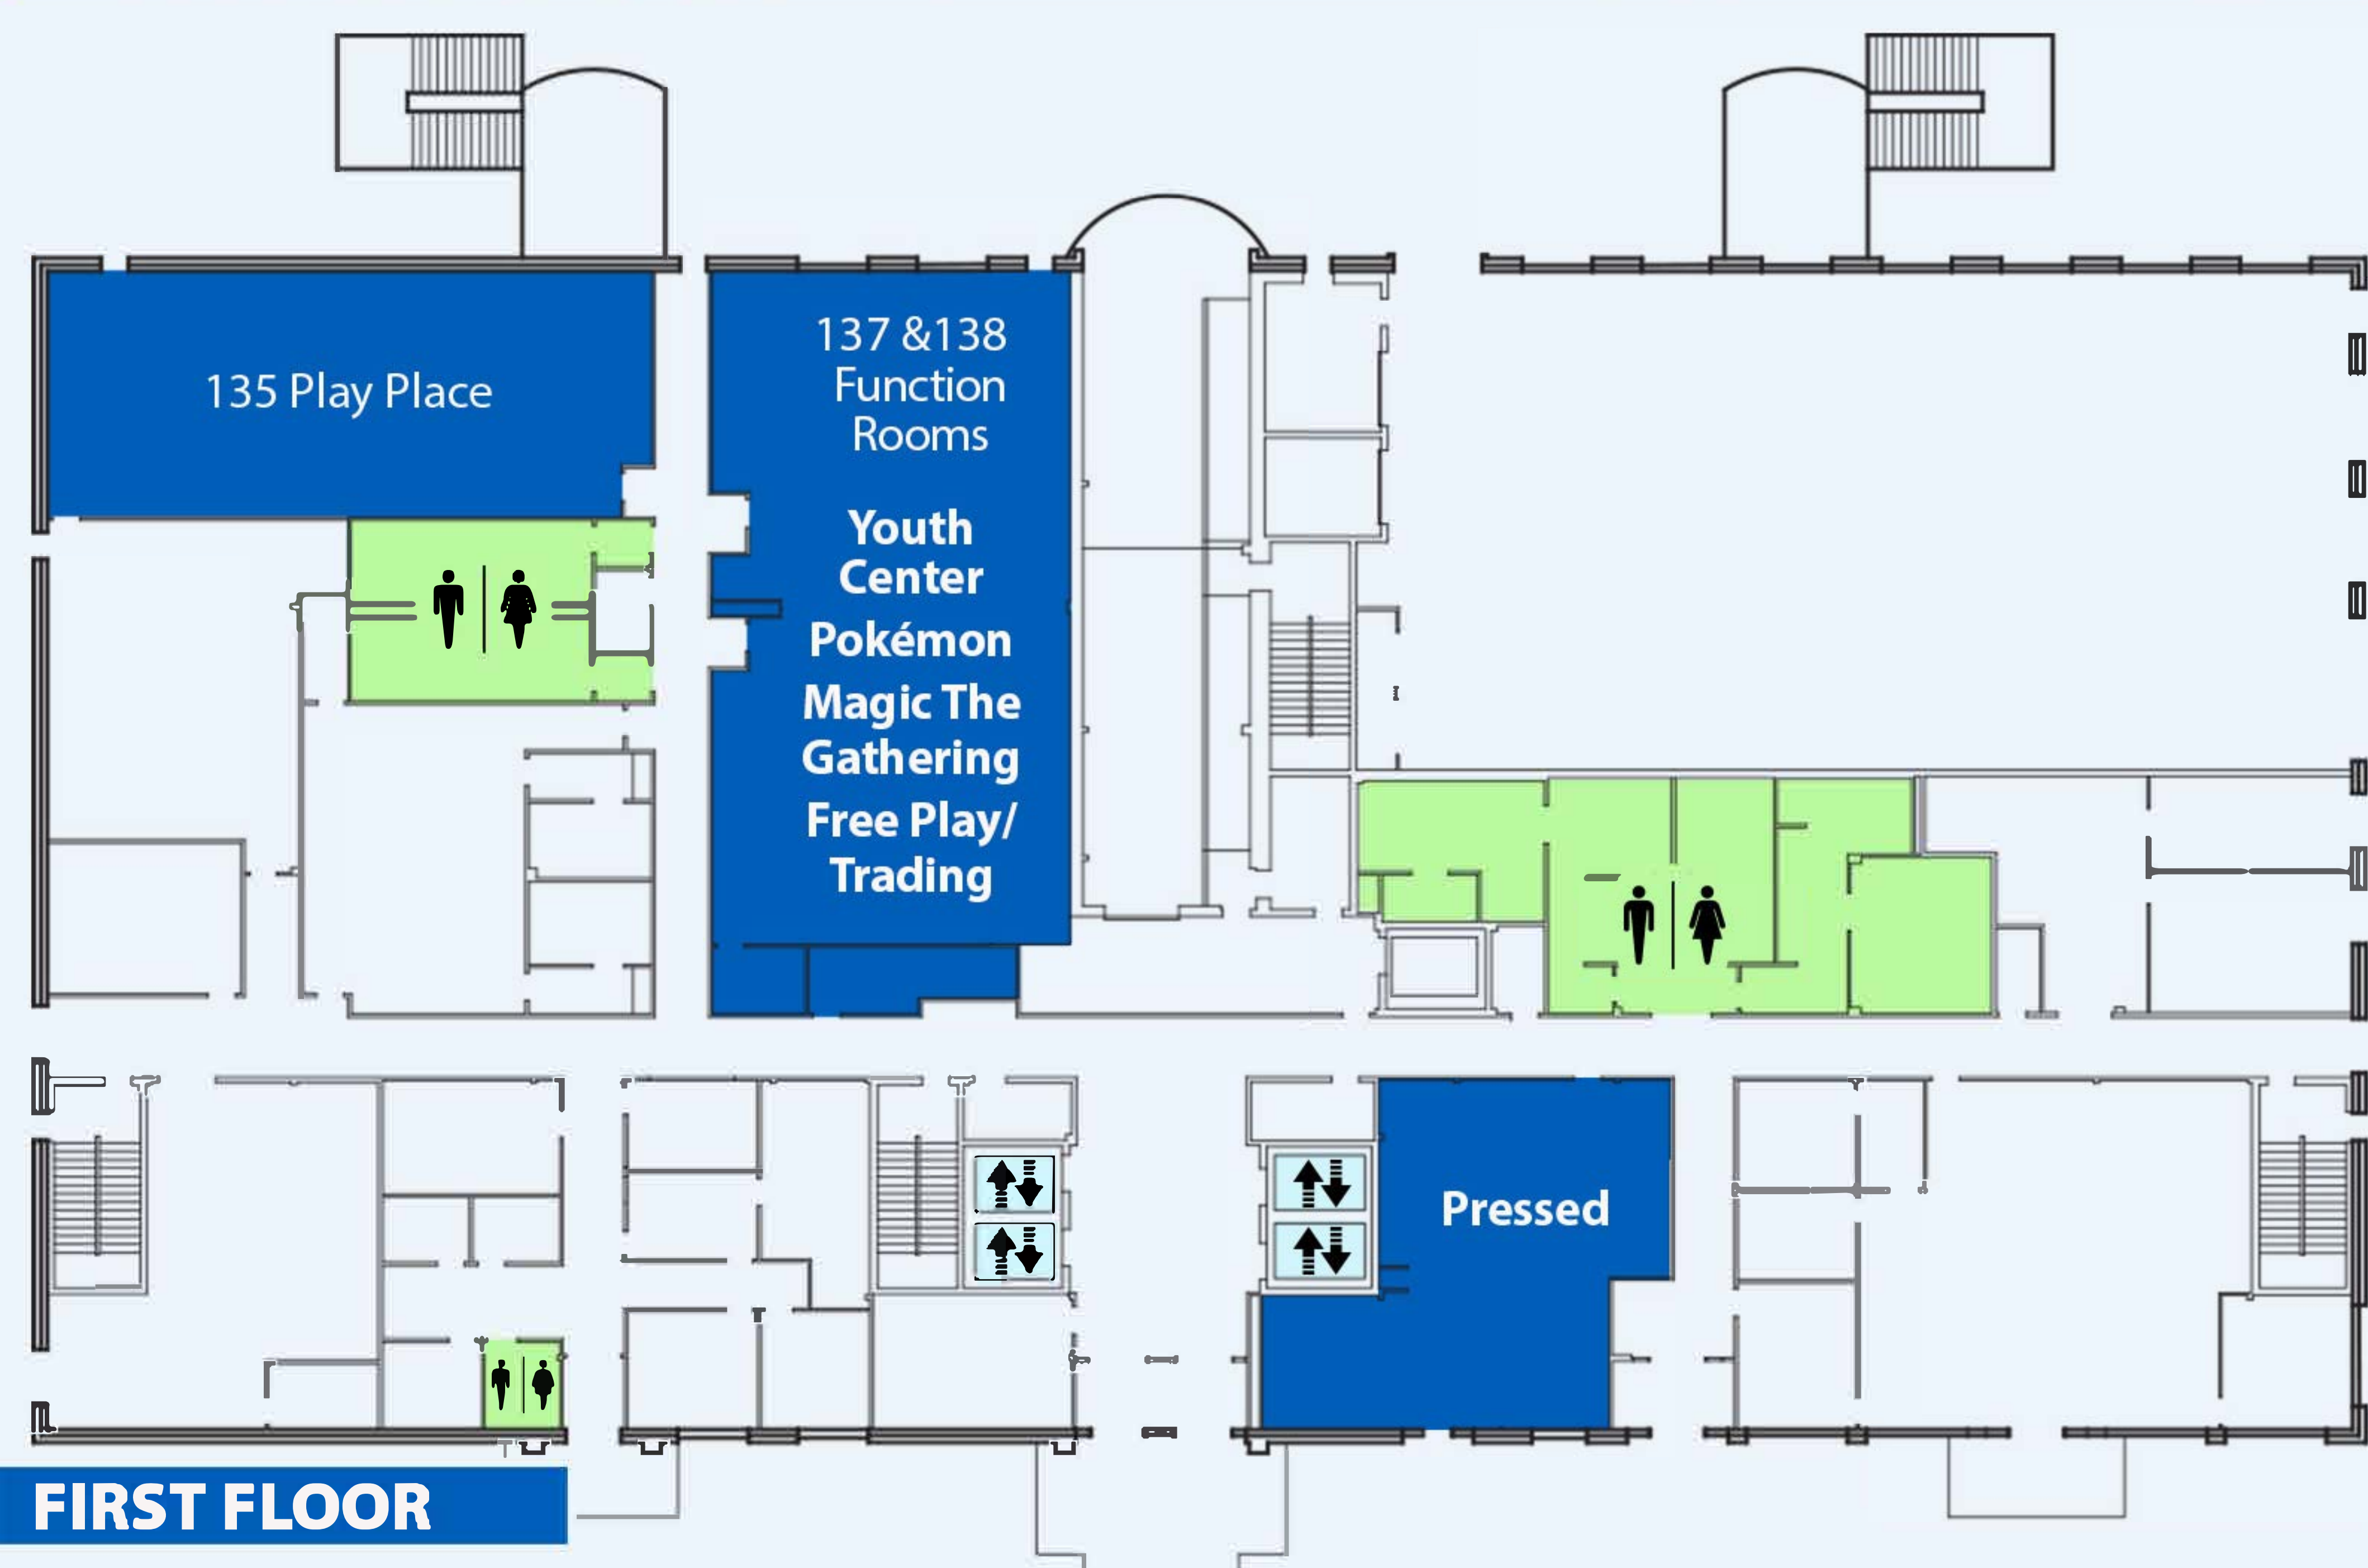 135 Play Place
137 &138
Function
Rooms
Youth
Center
Pokémon
Magic The
Gathering
Free Play/
Trading
Pressed
FIRST FLOOR